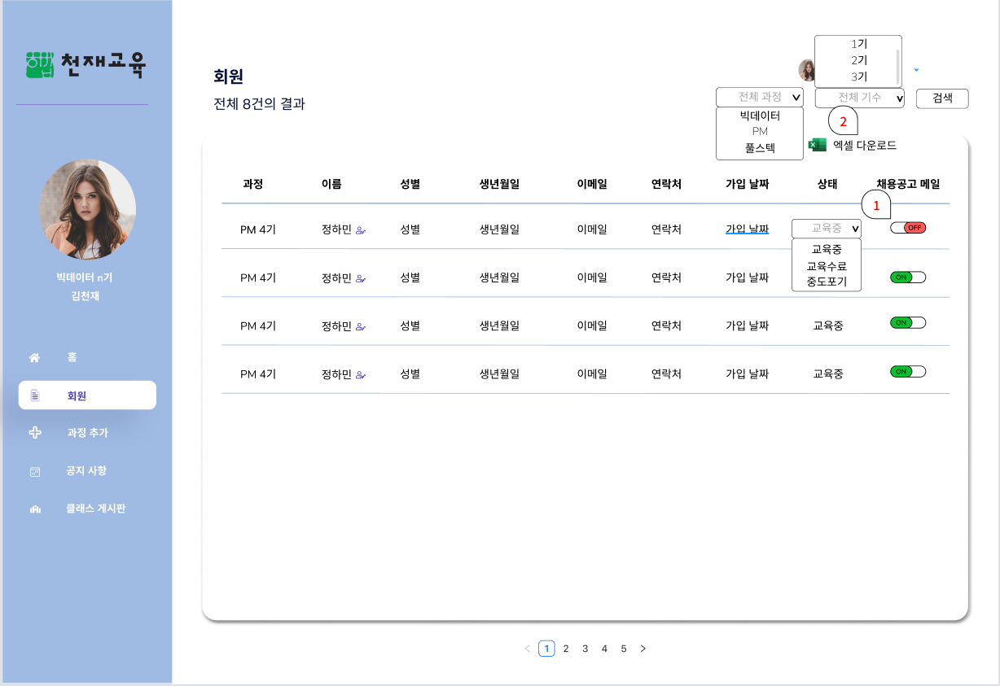 천재교육
빅데이터 n기
김천재
홈
회원
과정 추가
공지 사항
클래스 게시판
회원
전체 8건의 결과
1기
2기
3기
전체 과정
전체 기수
검색
빅데이터
PM
풀스텍
2
엑셀 다운로드
과정 이름 성별 생년월일 이메일 연락처 가입 날짜 상태 채용공고 메일
1
PM 4기 정하민 성별 생년월일 이메일 연락처 가입 날짜 교육중 OFF
교육중
교육수료
중도포기
PM 4기 정하민 성별 생년월일 이메일 연락처 가입 날짜 ON
PM 4기 정하민 성별 생년월일 이메일 연락처 가입 날짜 교육중 ON
PM 4기 정하민 성별 생년월일 이메일 연락처 가입 날짜 교육중 ON
< 1 2 3 4 5 >